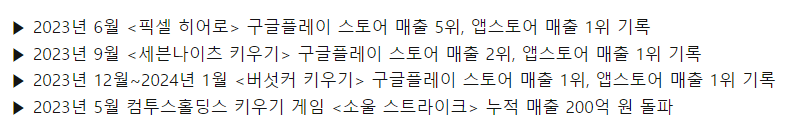 ▶ 2023년 6월 <픽셀 히어로> 구글플레이 스토어 매출 5위, 앱스토어 매출 1위 기록
▶ 2023년 9월 <세븐나이츠 키우기> 구글플레이 스토어 매출 2위, 앱스토어 매출 1위 기록
▶ 2023년 12월~2024년 1월 <버섯커 키우기> 구글플레이 스토어 매출 1위, 앱스토어 매출 1위 기록
▶ 2023년 5월 컴투스홀딩스 키우기 게임 <소울 스트라이크> 누적 매출 200억 원 돌파